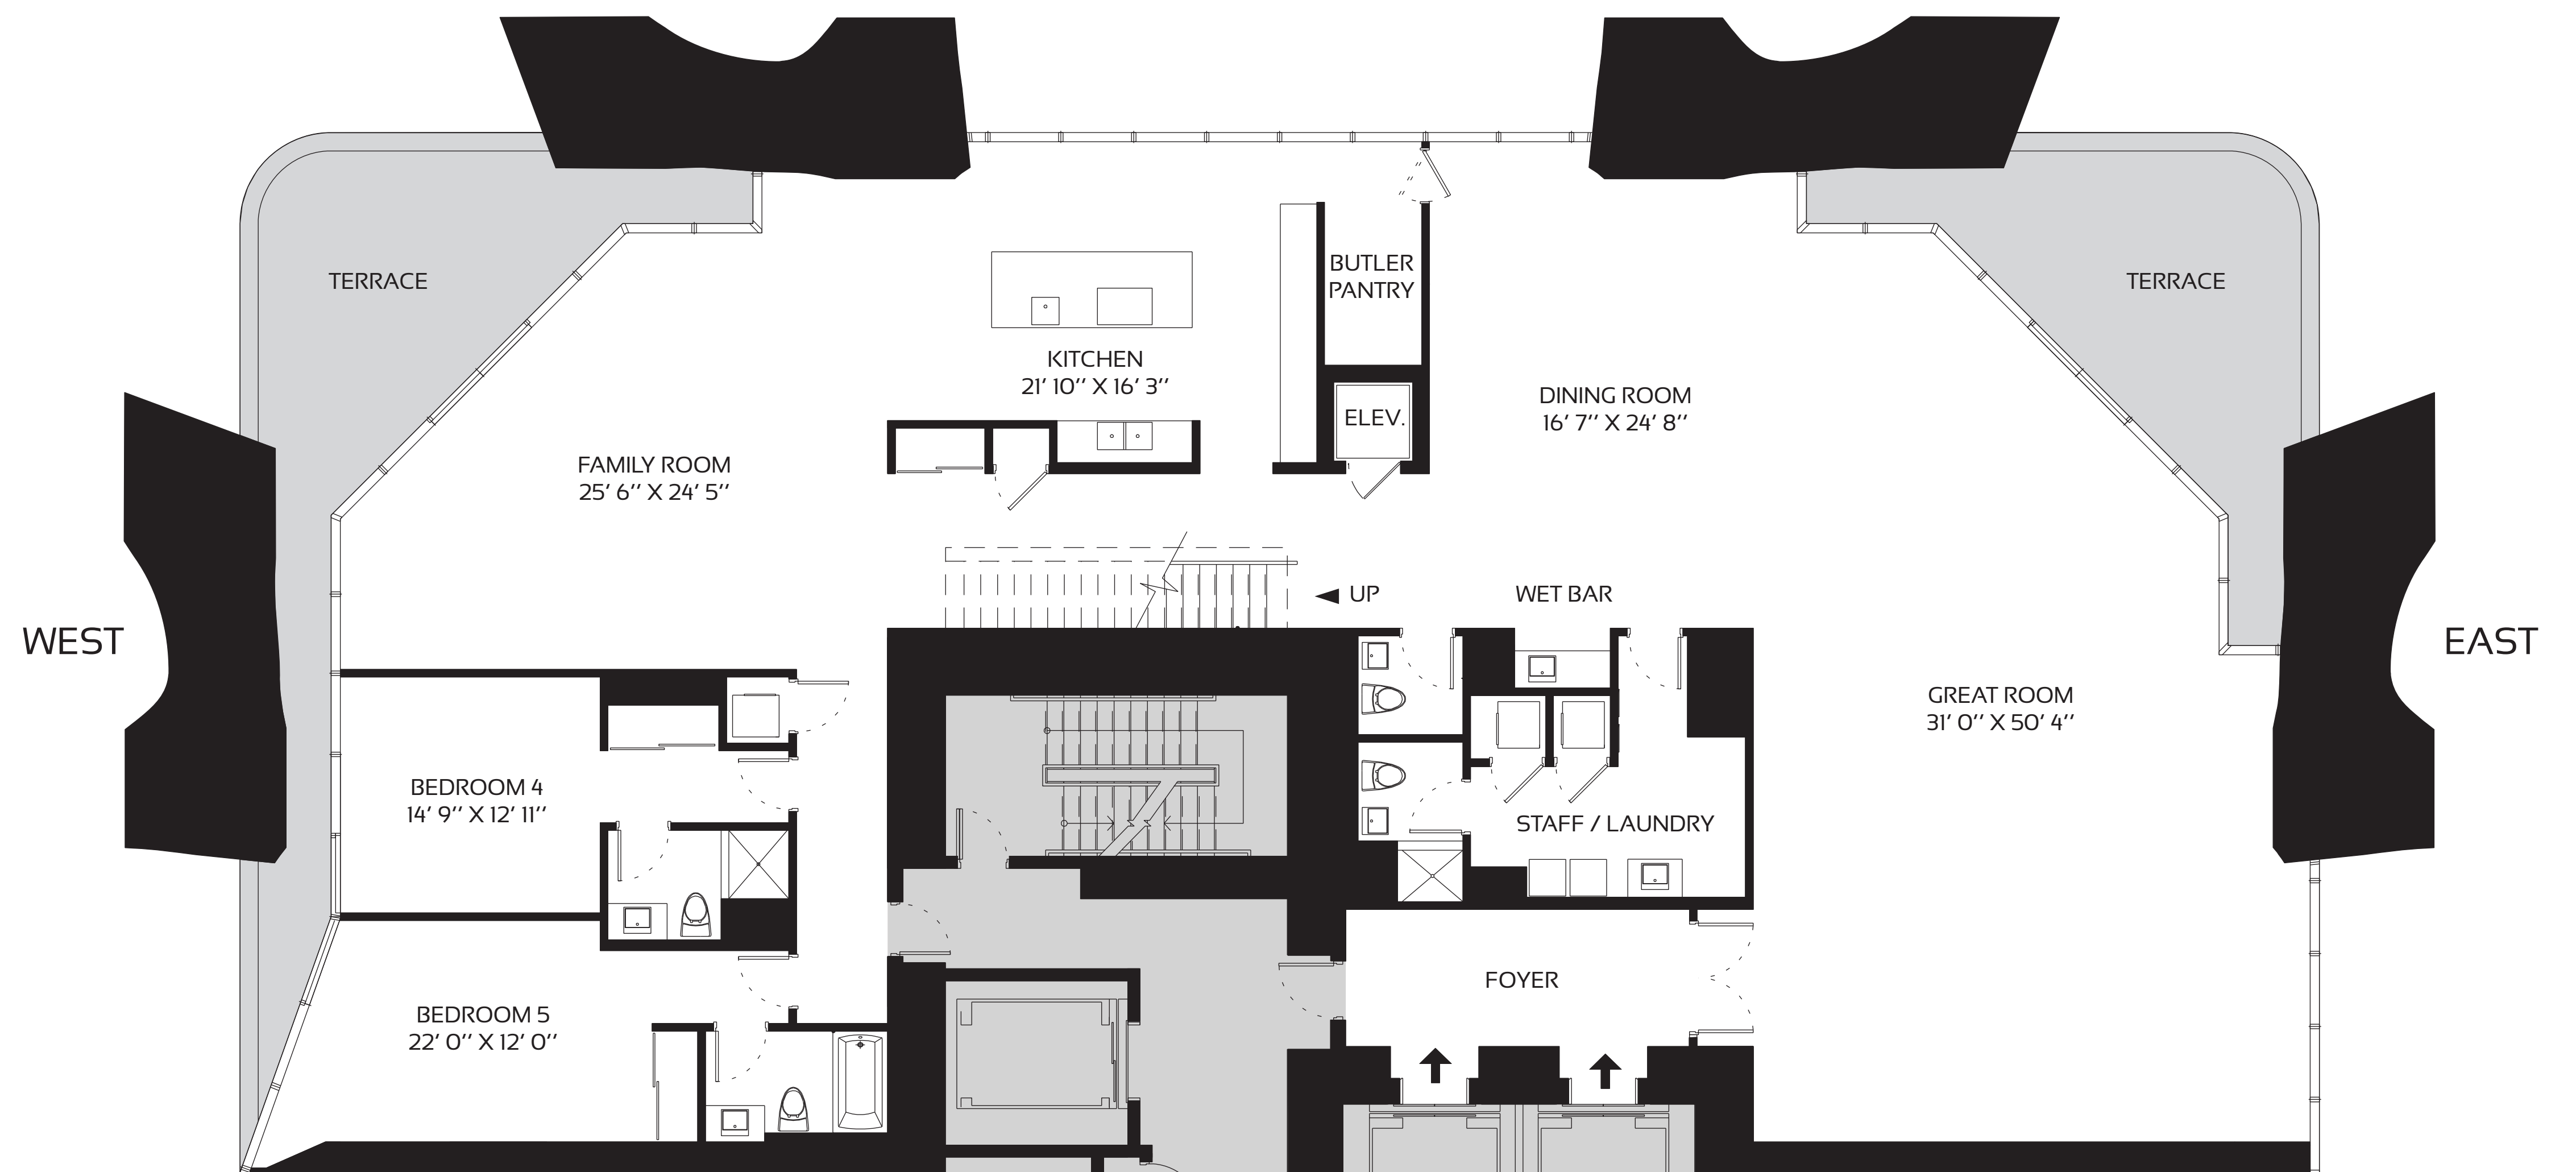 TERRACE
TERRACE
BUTLER
PANTRY
KITCHEN
21' 10'' X 16' 3''
DINING ROOM
16' 7'' X 24' 8''
ELEV.
FAMILY ROOM
25' 6'' X 24' 5''
UP
WET BAR
WEST
EAST
GREAT ROOM
31' 0'' X 50' 4''
BEDROOM 4
14' 9'' X 12' 11''
STAFF / LAUNDRY
FOYER
BEDROOM 5
22' 0'' X 12' 0''